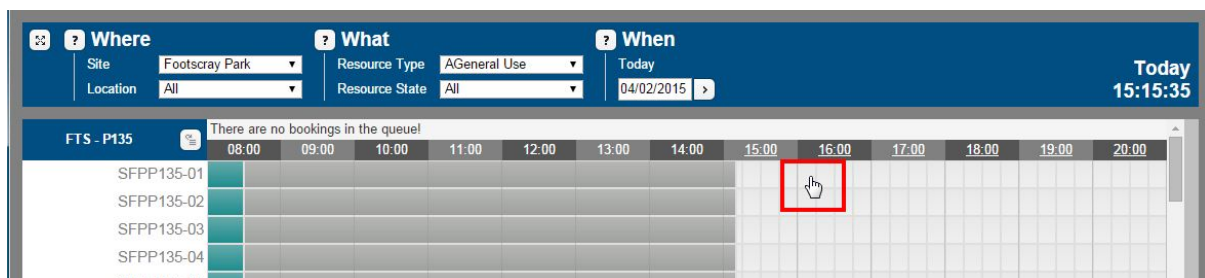 ? Where ? What ? When
Site Footscray Park Resource Type AGeneral Use Today
Location All Resource State All 04/02/2015 >
Today
15:15:35
There are no bookings in the queue!
FTS - P135
08:00 09:00 10:00 11:00 12:00 13:00 14:00 15:00 16:00 17:00 18:00 19:00 20:00
SFPP135-01
SFPP135-02
SFPP135-03
SFPP135-04